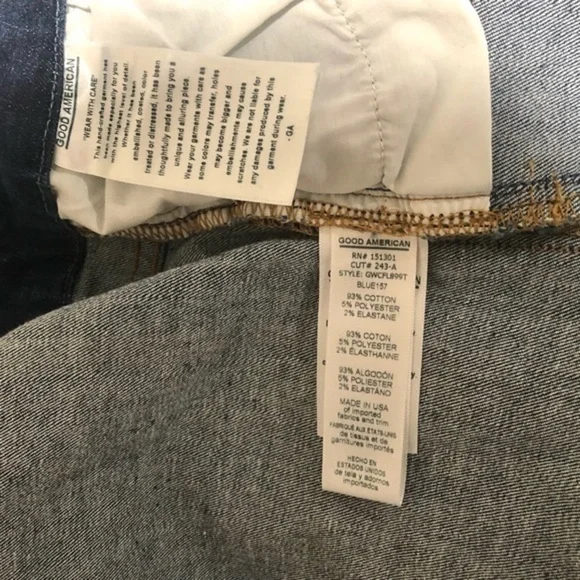 GOOD AMERICAN
"WEAR WITH CARE"
This hand-crafted garment has
been made especially for you
with the highest level of detail.
Whether it has been
embellished, coated, color
treated or distressed, it has been
thoughtfully made to bring you a
unique and alluring piece.
Wear your garments with care as
some colors may transfer, holes
may become bigger and
embellishments may cause
scratches. We are not liable for
any damages produced by this
garment during wear.
- GA
GOOD AMERICAN
RN# 151301
CUT# 243-A
STYLE: GWCFLB99T
BLUE157
93% COTTON
5% POLYESTER
2% ELASTANE
93% COTON
5% POLYESTER
2% ÉLASTHANNE
93% ALGODÓN
5% POLIÉSTER
2% ELASTANO
MADE IN USA
of imported
fabrics and trim
FABRIQUÉ AUX ÉTATS-UNIS
de tissus et de
garnitures importés
HECHO EN
ESTADOS UNIDOS
de tela y adornos
importados